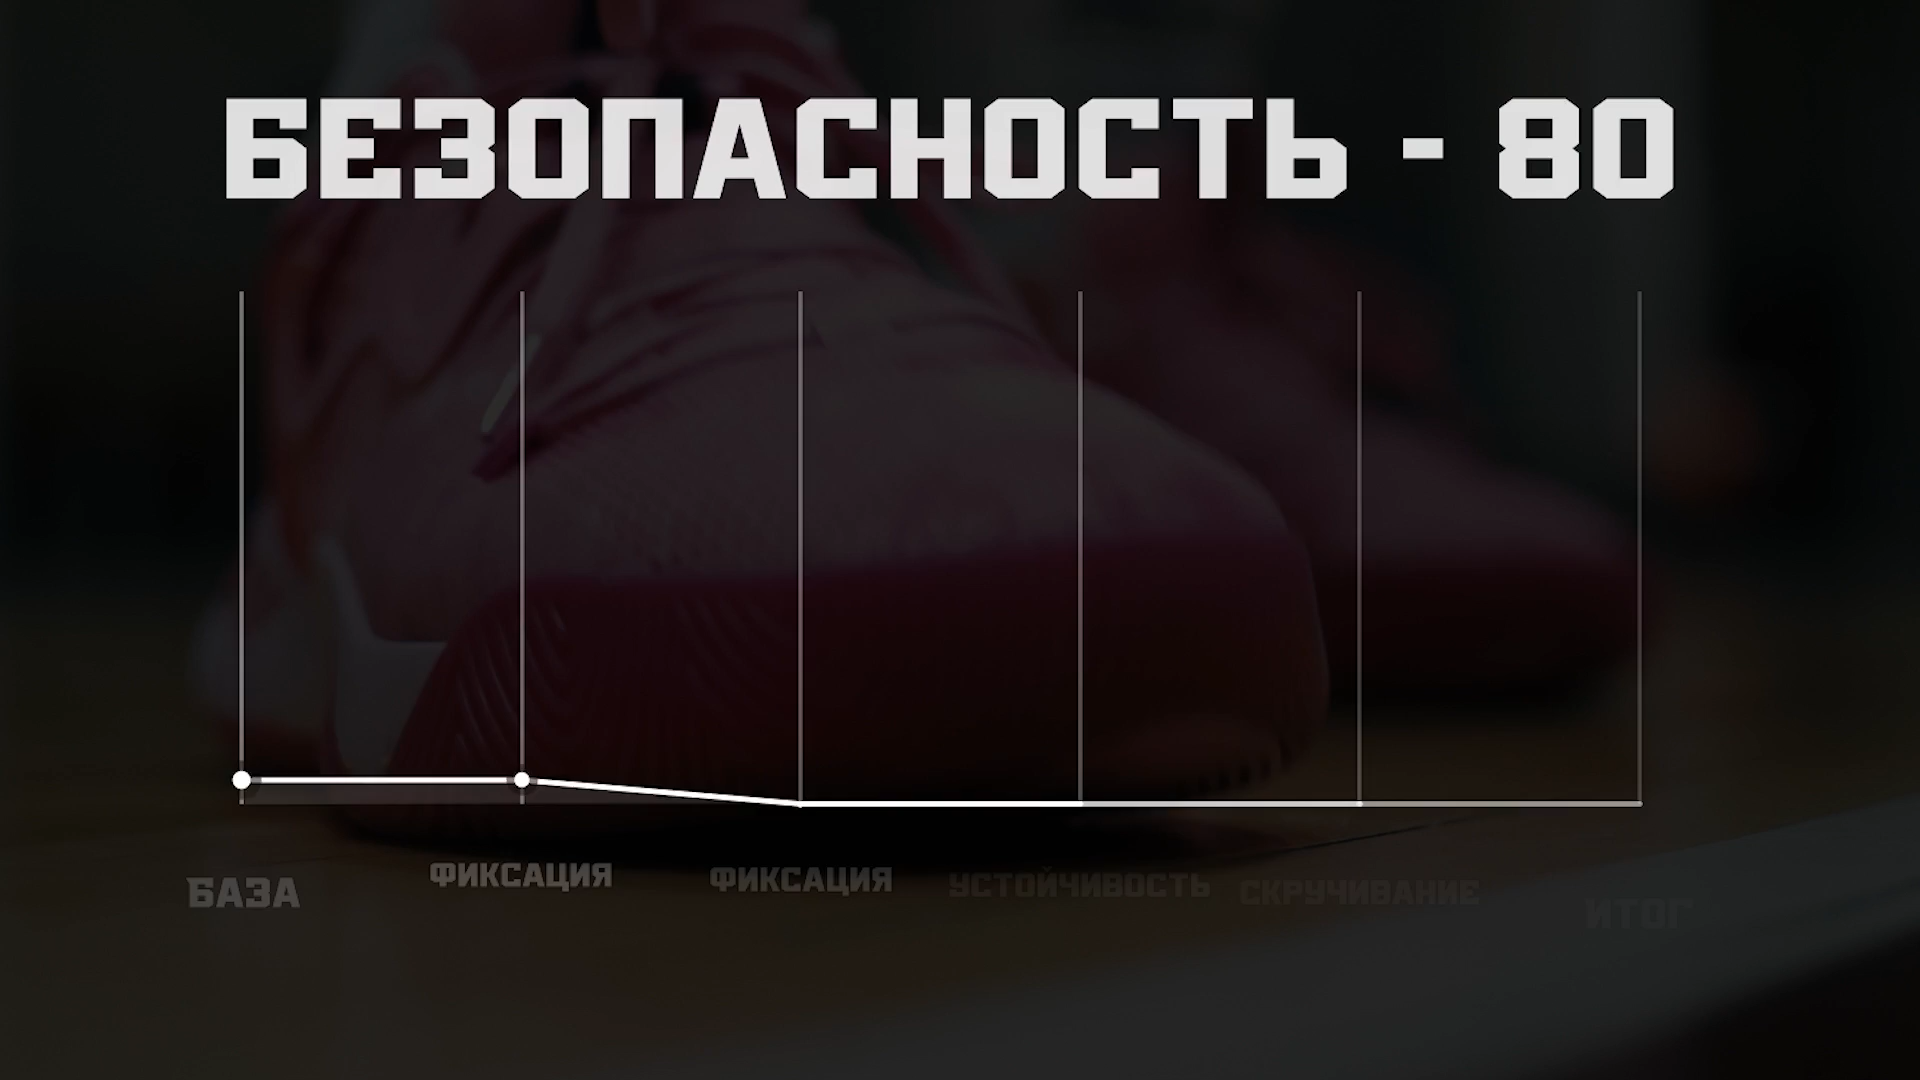 БЕЗОПАСНОСТЬ - 80
БАЗА ФИКСАЦИЯ ФИКСАЦИЯ УСТОЙЧИВОСТЬ СКРУЧИВАНИЕ